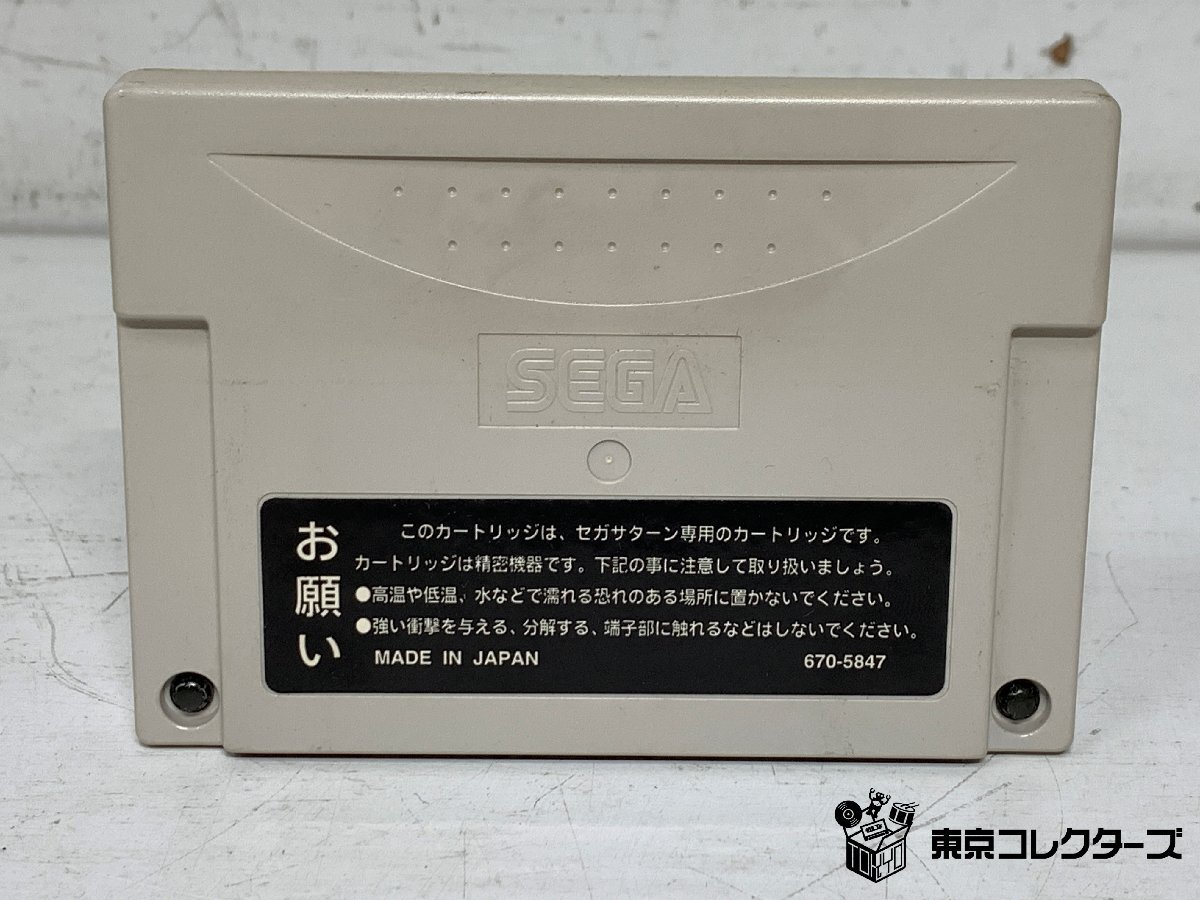 SEGA
お願い
このカートリッジは、セガサターン専用のカートリッジです。
カートリッジは精密機器です。下記の事に注意して取り扱いましょう。
●高温や低温、水などで濡れる恐れのある場所に置かないでください。
●強い衝撃を与える、分解する、端子部に触れるなどはしないでください。
MADE IN JAPAN 670-5847
TOKYO
東京コレクターズ